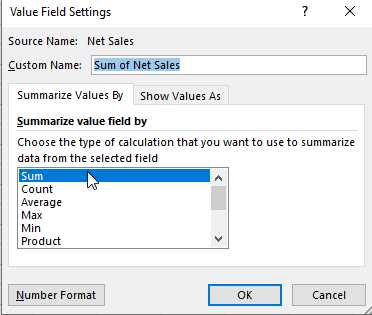 Value Field Settings ? ×
Source Name: Net Sales
Custom Name: Sum of Net Sales
Summarize Values By Show Values As
Summarize value field by
Choose the type of calculation that you want to use to summarize
data from the selected field
Sum
Count
Average
Max
Min
Product
Number Format OK Cancel